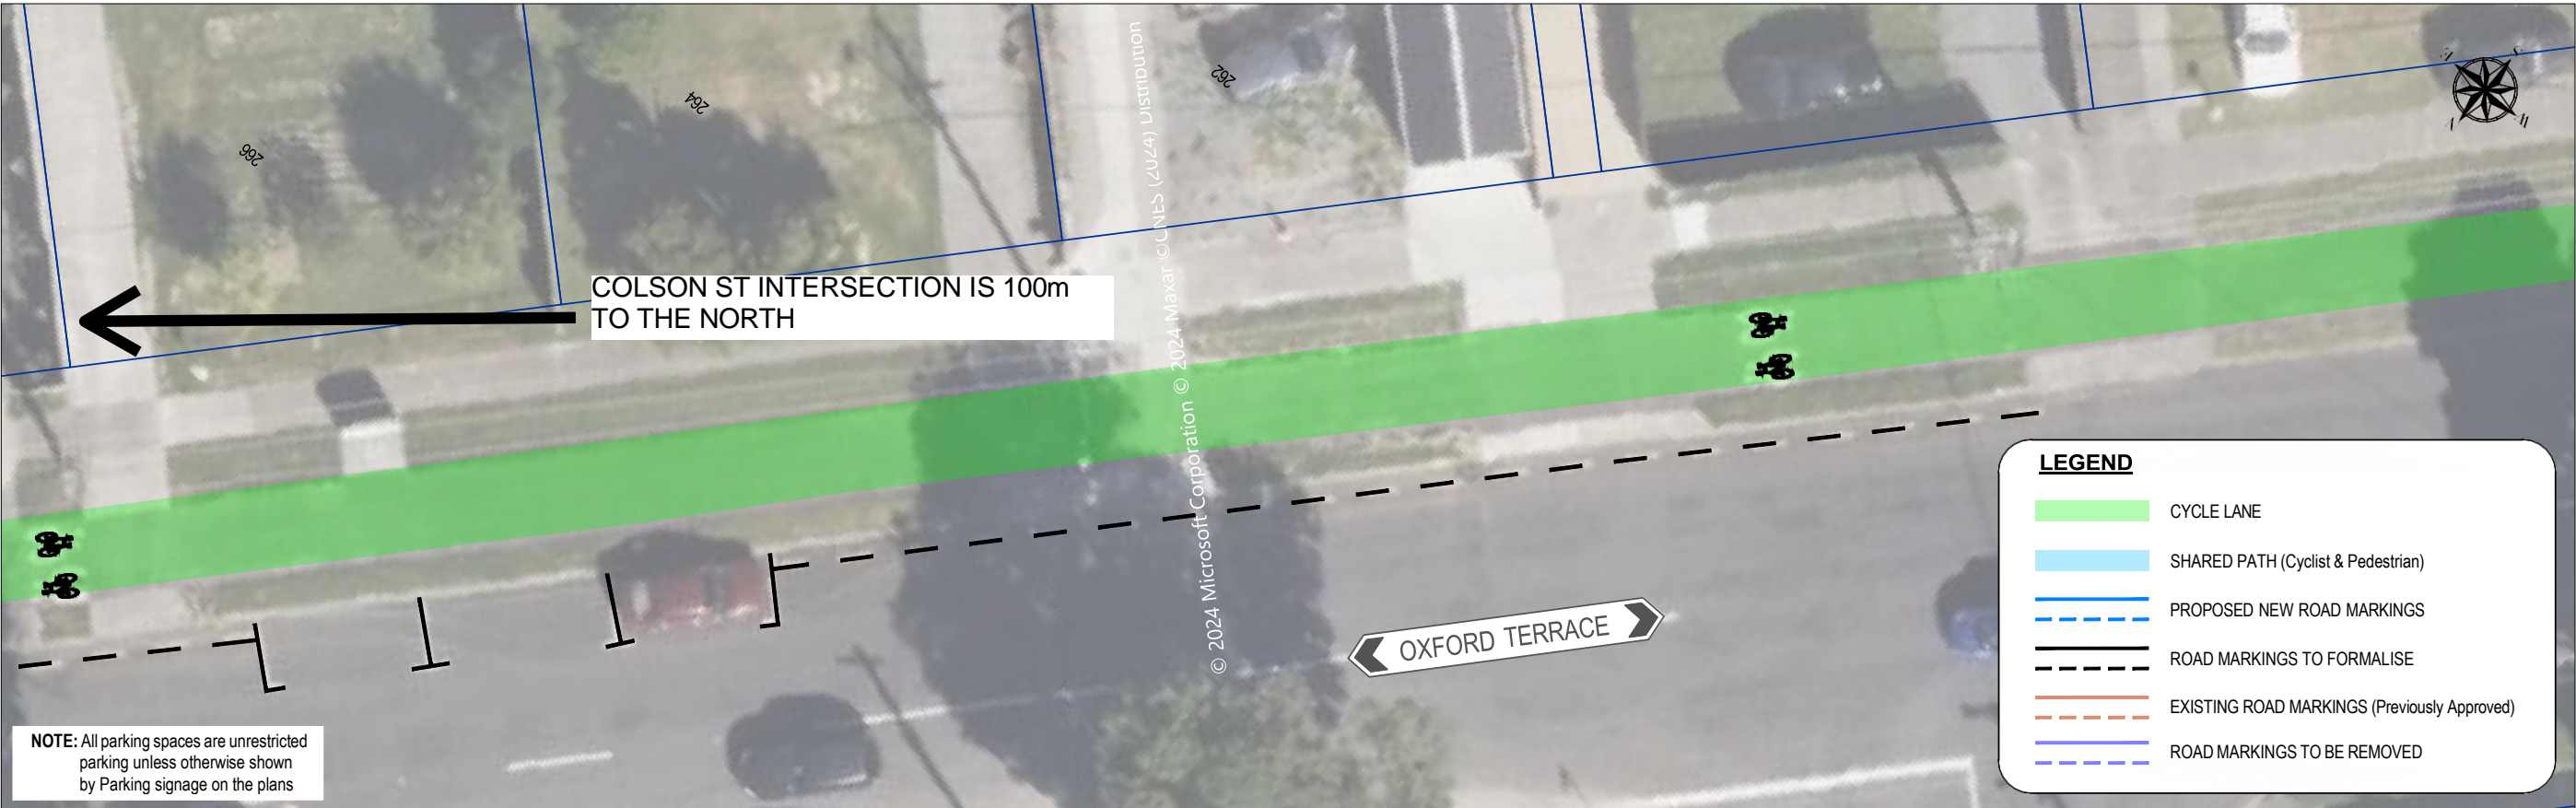 266
264
262
COLSON ST INTERSECTION IS 100m
TO THE NORTH
© 2024 Microsoft Corporation © 2024 Maxar ©CNES (2024) Distribution
OXFORD TERRACE
NOTE: All parking spaces are unrestricted
parking unless otherwise shown
by Parking signage on the plans
LEGEND
CYCLE LANE
SHARED PATH (Cyclist & Pedestrian)
PROPOSED NEW ROAD MARKINGS
ROAD MARKINGS TO FORMALISE
EXISTING ROAD MARKINGS (Previously Approved)
ROAD MARKINGS TO BE REMOVED